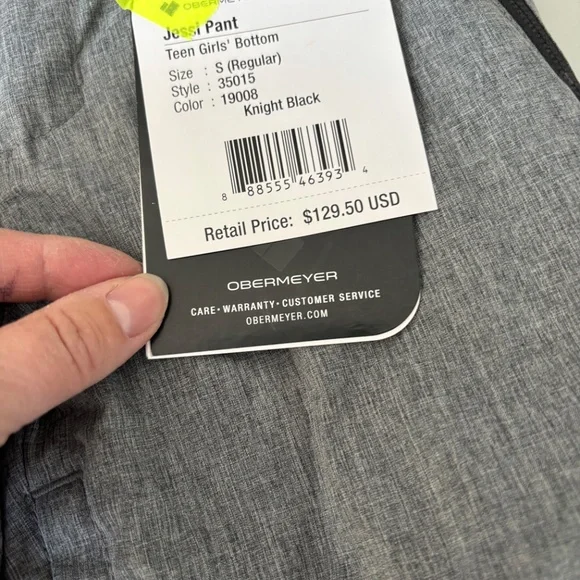 OBERMEYER
Jessi Pant
Teen Girls' Bottom
Size : S (Regular)
Style : 35015
Color : 19008
Knight Black
8 88555 46393 4
Retail Price: $129.50 USD
OBERMEYER
CARE • WARRANTY • CUSTOMER SERVICE
OBERMEYER.COM